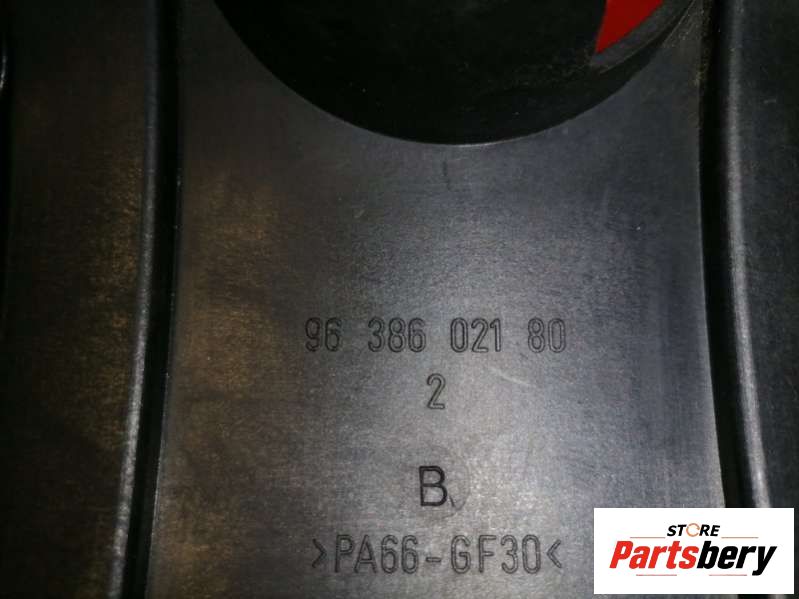 96 386 021 80
2
B
>PA66-GF30<
STORE
Partsbery